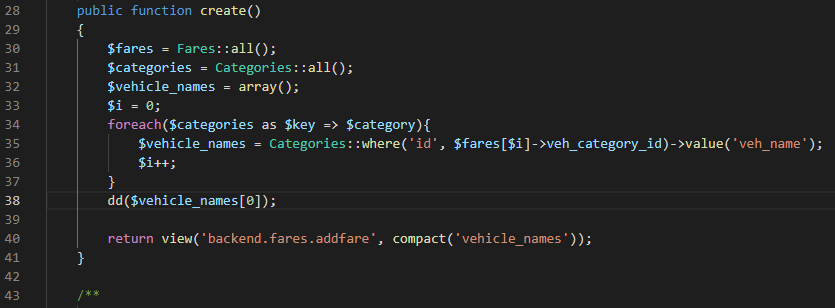 28 public function create()
29 {
30 $fares = Fares::all();
31 $categories = Categories::all();
32 $vehicle_names = array();
33 $i = 0;
34 foreach($categories as $key => $category){
35 $vehicle_names = Categories::where('id', $fares[$i]->veh_category_id)->value('veh_name');
36 $i++;
37 }
38 dd($vehicle_names[0]);
39
40 return view('backend.fares.addfare', compact('vehicle_names'));
41 }
42
43 /**